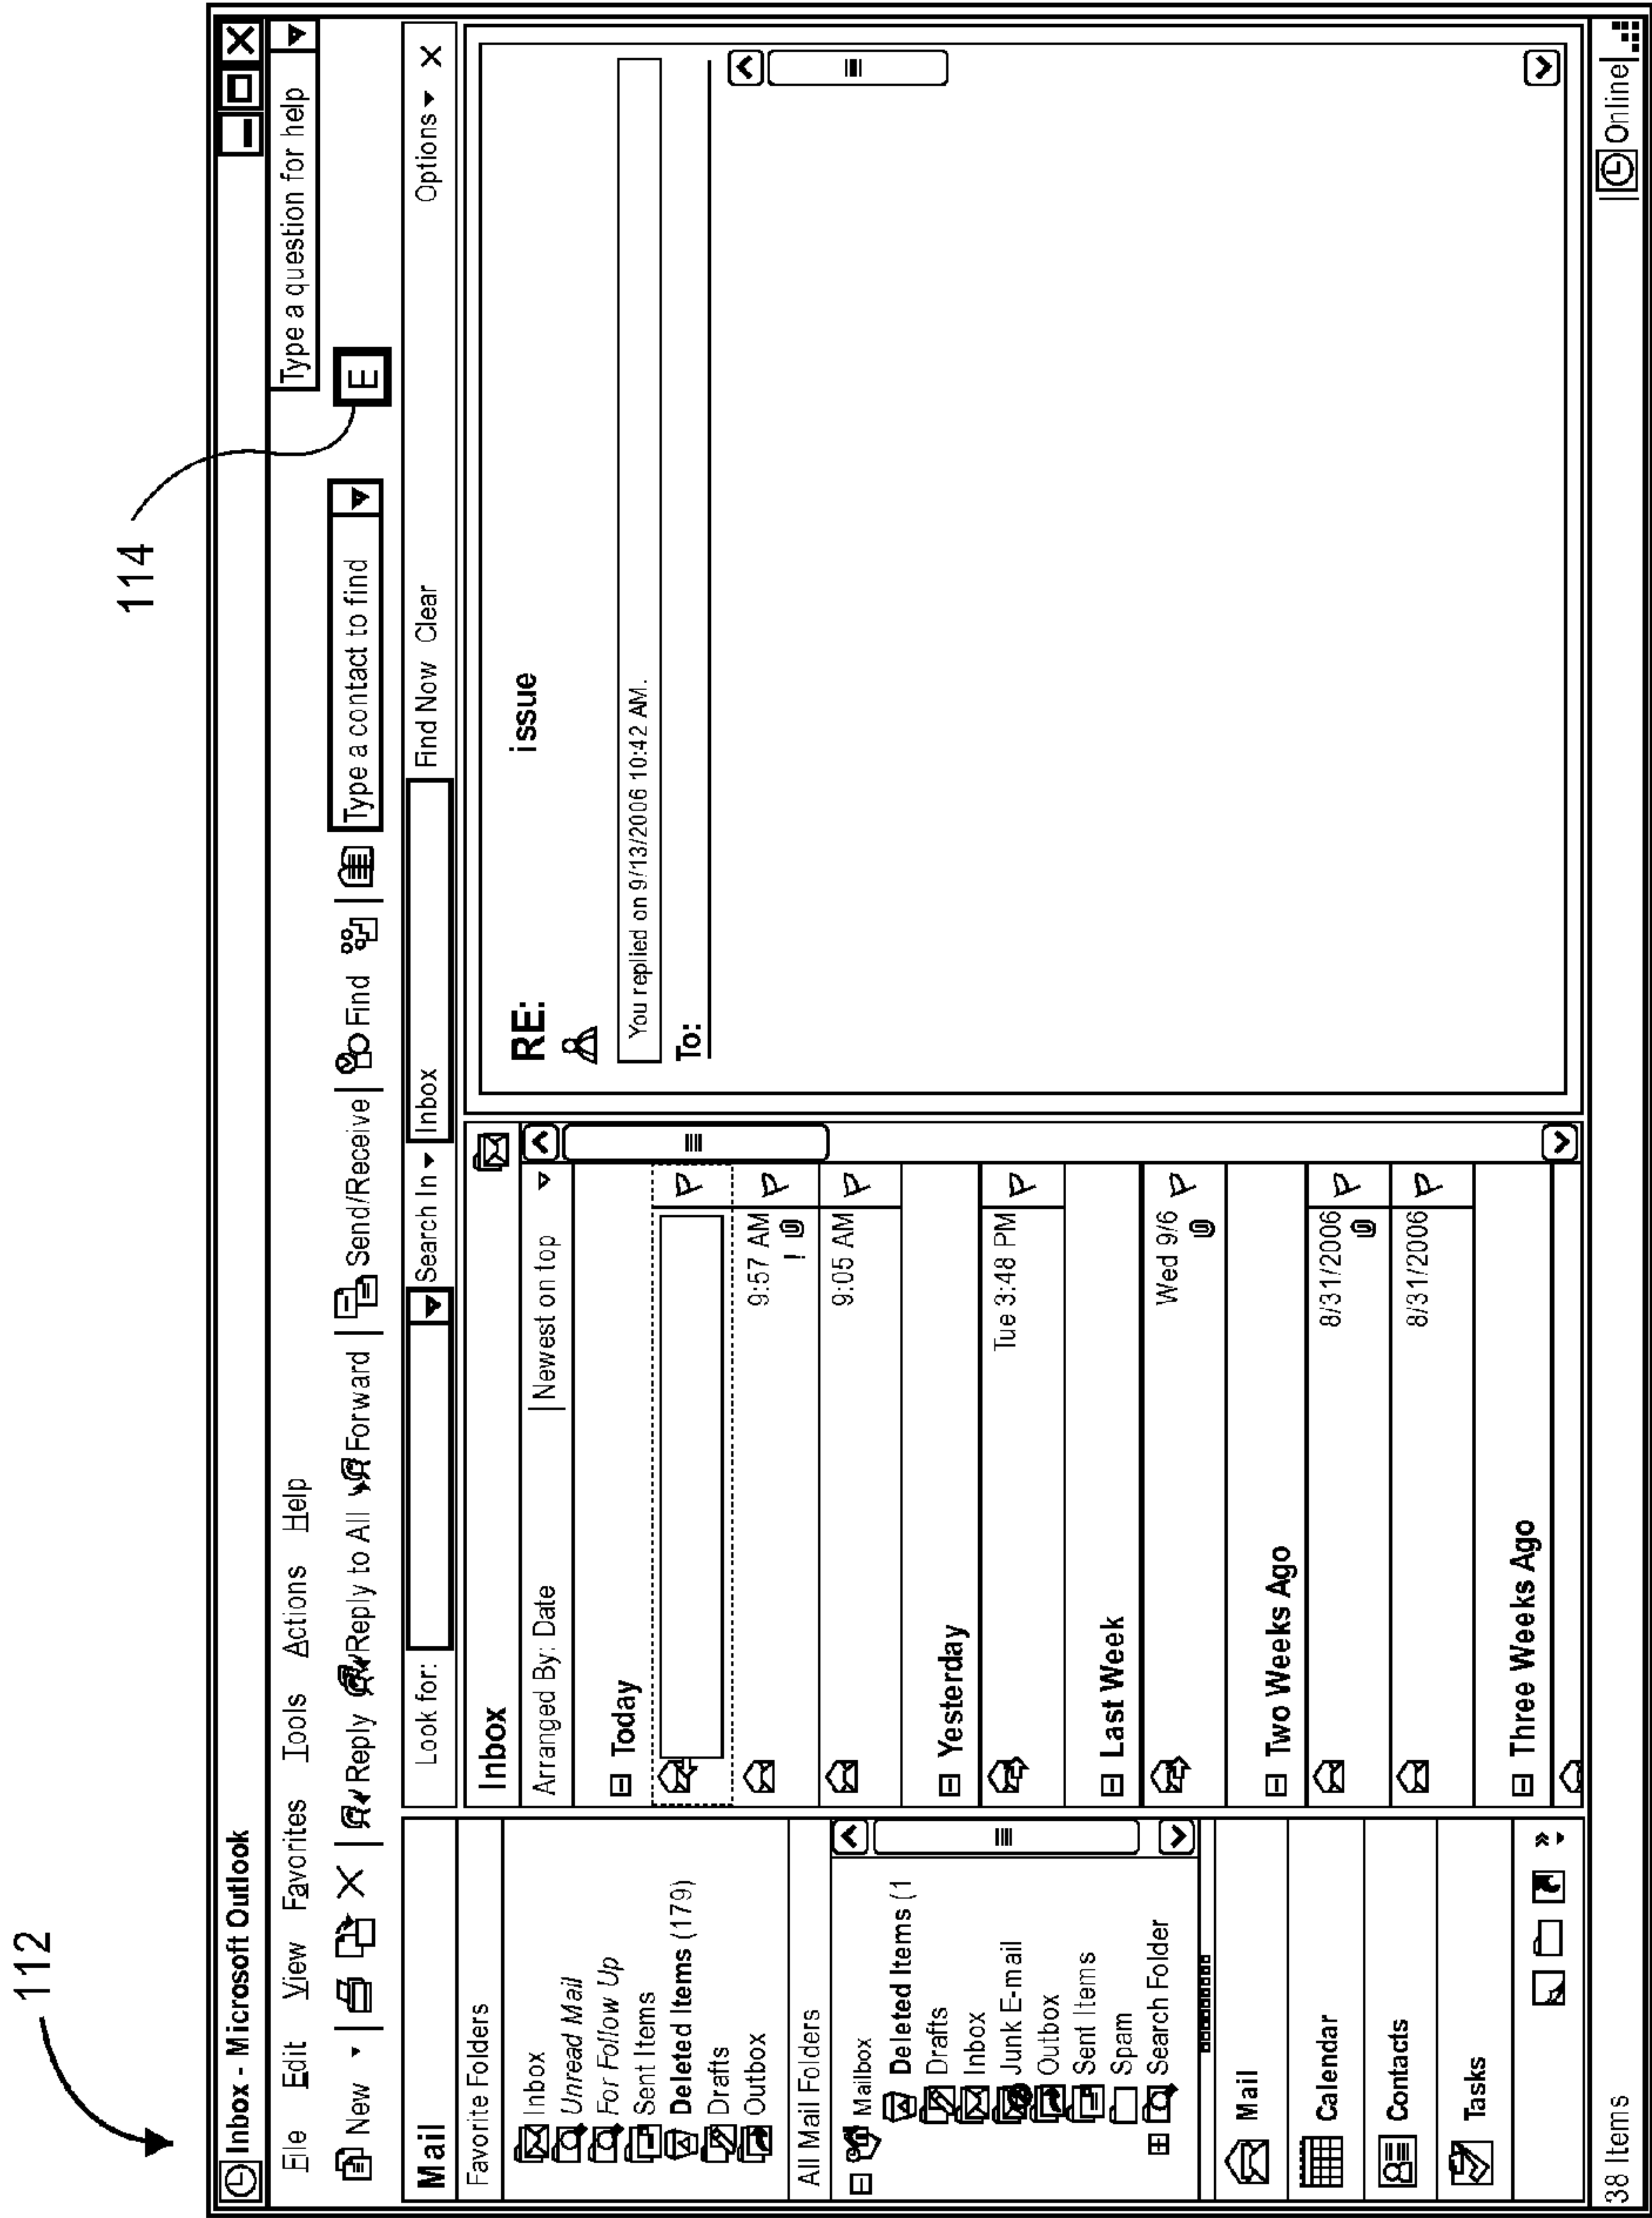 112
114
Inbox - Microsoft Outlook
File Edit View Favorites Tools Actions Help
Type a question for help
New Reply Reply to All Forward Send/Receive Find Type a contact to find E
Look for: Search In Inbox Find Now Clear Options
Mail
Favorite Folders
Inbox
Unread Mail
For Follow Up
Sent Items
Deleted Items (179)
Drafts
Outbox
All Mail Folders
Mailbox
Deleted Items (1
Drafts
Inbox
Junk E-mail
Outbox
Sent Items
Spam
Search Folder
Mail
Calendar
Contacts
Tasks
Inbox
Arranged By: Date Newest on top
Today
9:57 AM
!
9:05 AM
Yesterday
Tue 3:48 PM
Last Week
Wed 9/6
Two Weeks Ago
8/31/2006
8/31/2006
Three Weeks Ago
RE: issue
You replied on 9/13/2006 10:42 AM.
To:
38 Items
Online